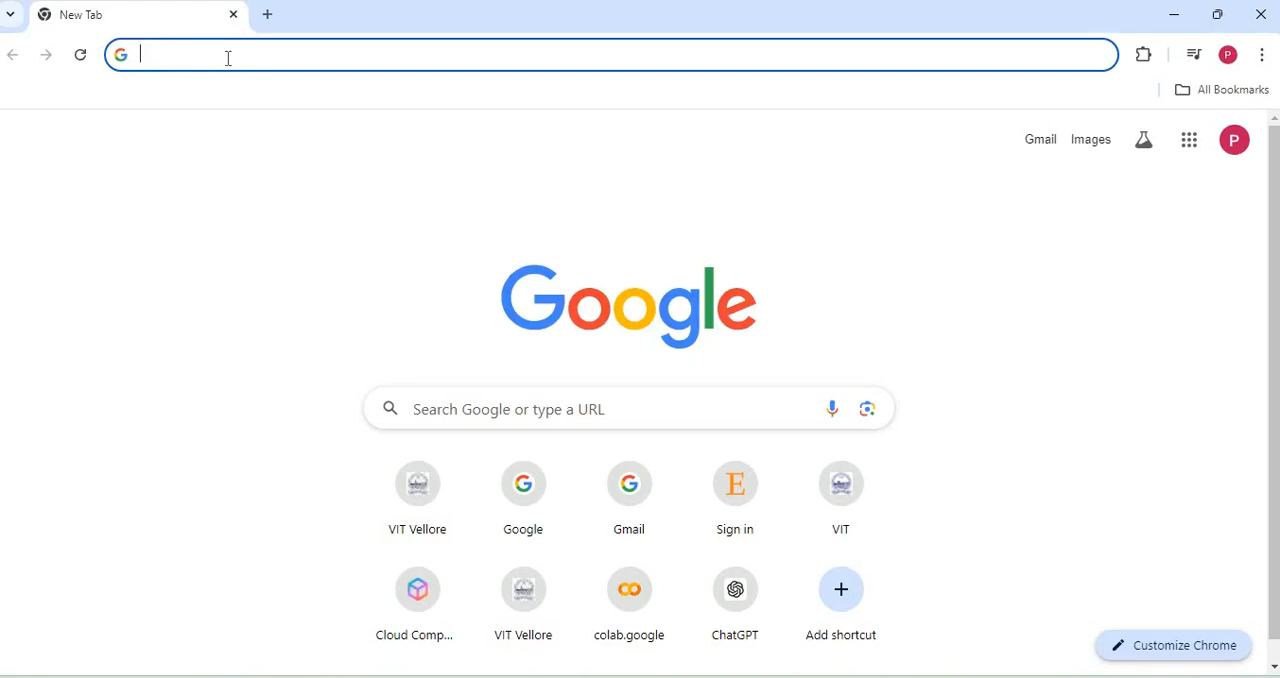 New Tab
P
All Bookmarks
Gmail Images P
Google
Search Google or type a URL
E
VIT Vellore Google Gmail Sign in VIT
Cloud Comp... VIT Vellore colab.google ChatGPT Add shortcut
Customize Chrome